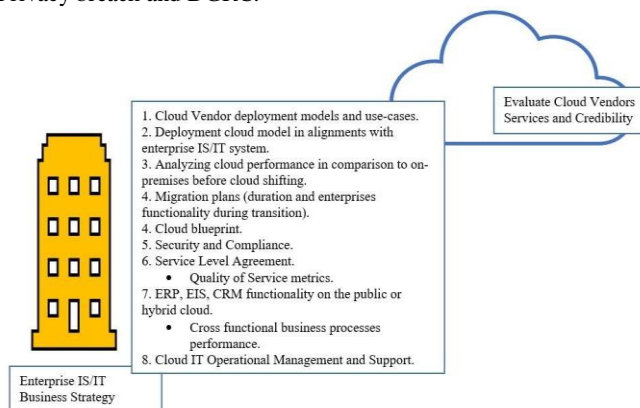 1. Cloud Vendor deployment models and use-cases.
2. Deployment cloud model in alignments with
enterprise IS/IT system.
3. Analyzing cloud performance in comparison to on-
premises before cloud shifting.
4. Migration plans (duration and enterprises
functionality during transition).
4. Cloud blueprint.
5. Security and Compliance.
6. Service Level Agreement.
• Quality of Service metrics.
7. ERP, EIS, CRM functionality on the public or
hybrid cloud.
• Cross functional business processes
performance.
8. Cloud IT Operational Management and Support.
Evaluate Cloud Vendors
Services and Credibility
Enterprise IS/IT
Business Strategy